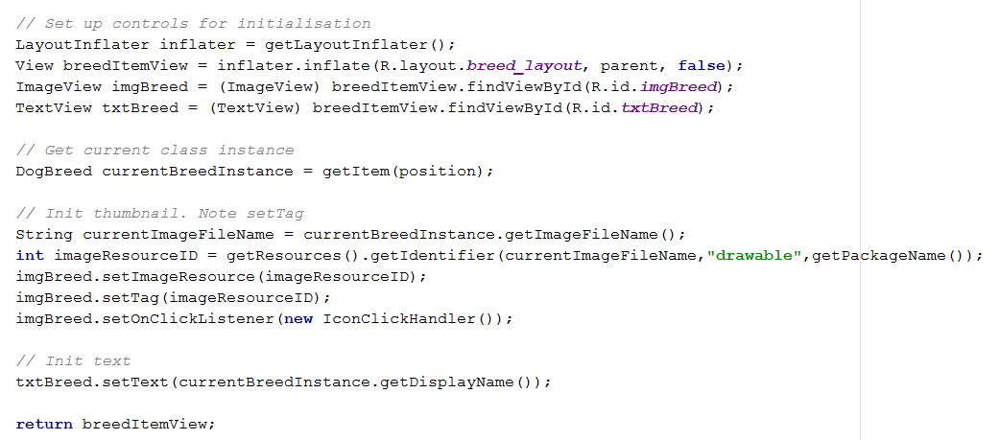 // Set up controls for initialisation
LayoutInflater inflater = getLayoutInflater();
View breedItemView = inflater.inflate(R.layout.breed_layout, parent, false);
ImageView imgBreed = (ImageView) breedItemView.findViewById(R.id.imgBreed);
TextView txtBreed = (TextView) breedItemView.findViewById(R.id.txtBreed);
// Get current class instance
DogBreed currentBreedInstance = getItem(position);
// Init thumbnail. Note setTag
String currentImageFileName = currentBreedInstance.getImageFileName();
int imageResourceID = getResources().getIdentifier(currentImageFileName,"drawable",getPackageName());
imgBreed.setImageResource(imageResourceID);
imgBreed.setTag(imageResourceID);
imgBreed.setOnClickListener(new IconClickHandler());
// Init text
txtBreed.setText(currentBreedInstance.getDisplayName());
return breedItemView;